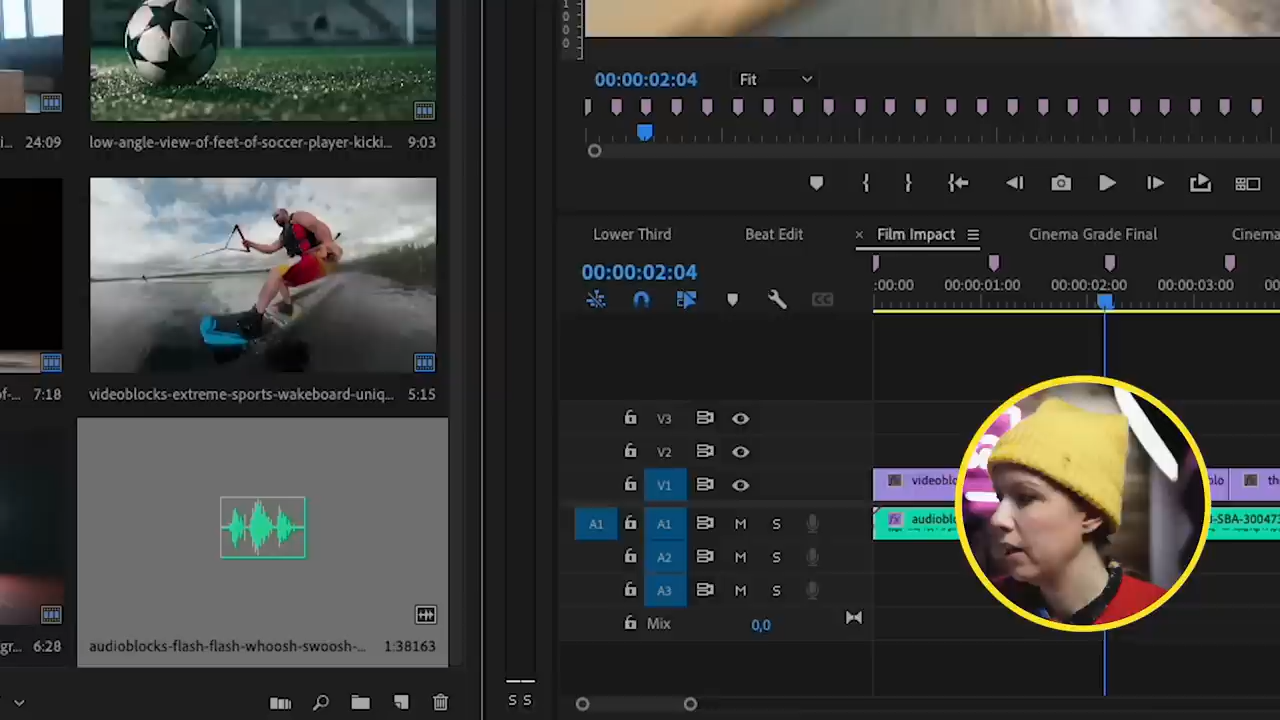 i... 24:09
low-angle-view-of-feet-of-soccer-player-kicki... 9:03
of-... 7:18
videoblocks-extreme-sports-wakeboard-uniq... 5:15
gr... 6:28
audioblocks-flash-flash-whoosh-swoosh-... 1:38163
00:00:02:04 Fit
Lower Third Beat Edit × Film Impact Cinema Grade Final Cinema
00:00:02:04
:00:00 00:00:01:00 00:00:02:00 00:00:03:00 00
CC
V3
V2
V1
A1 A1 M S
A2 M S
A3 M S
Mix 0,0
videoblo
blo
th
audioblo
-SBA-30047
S S